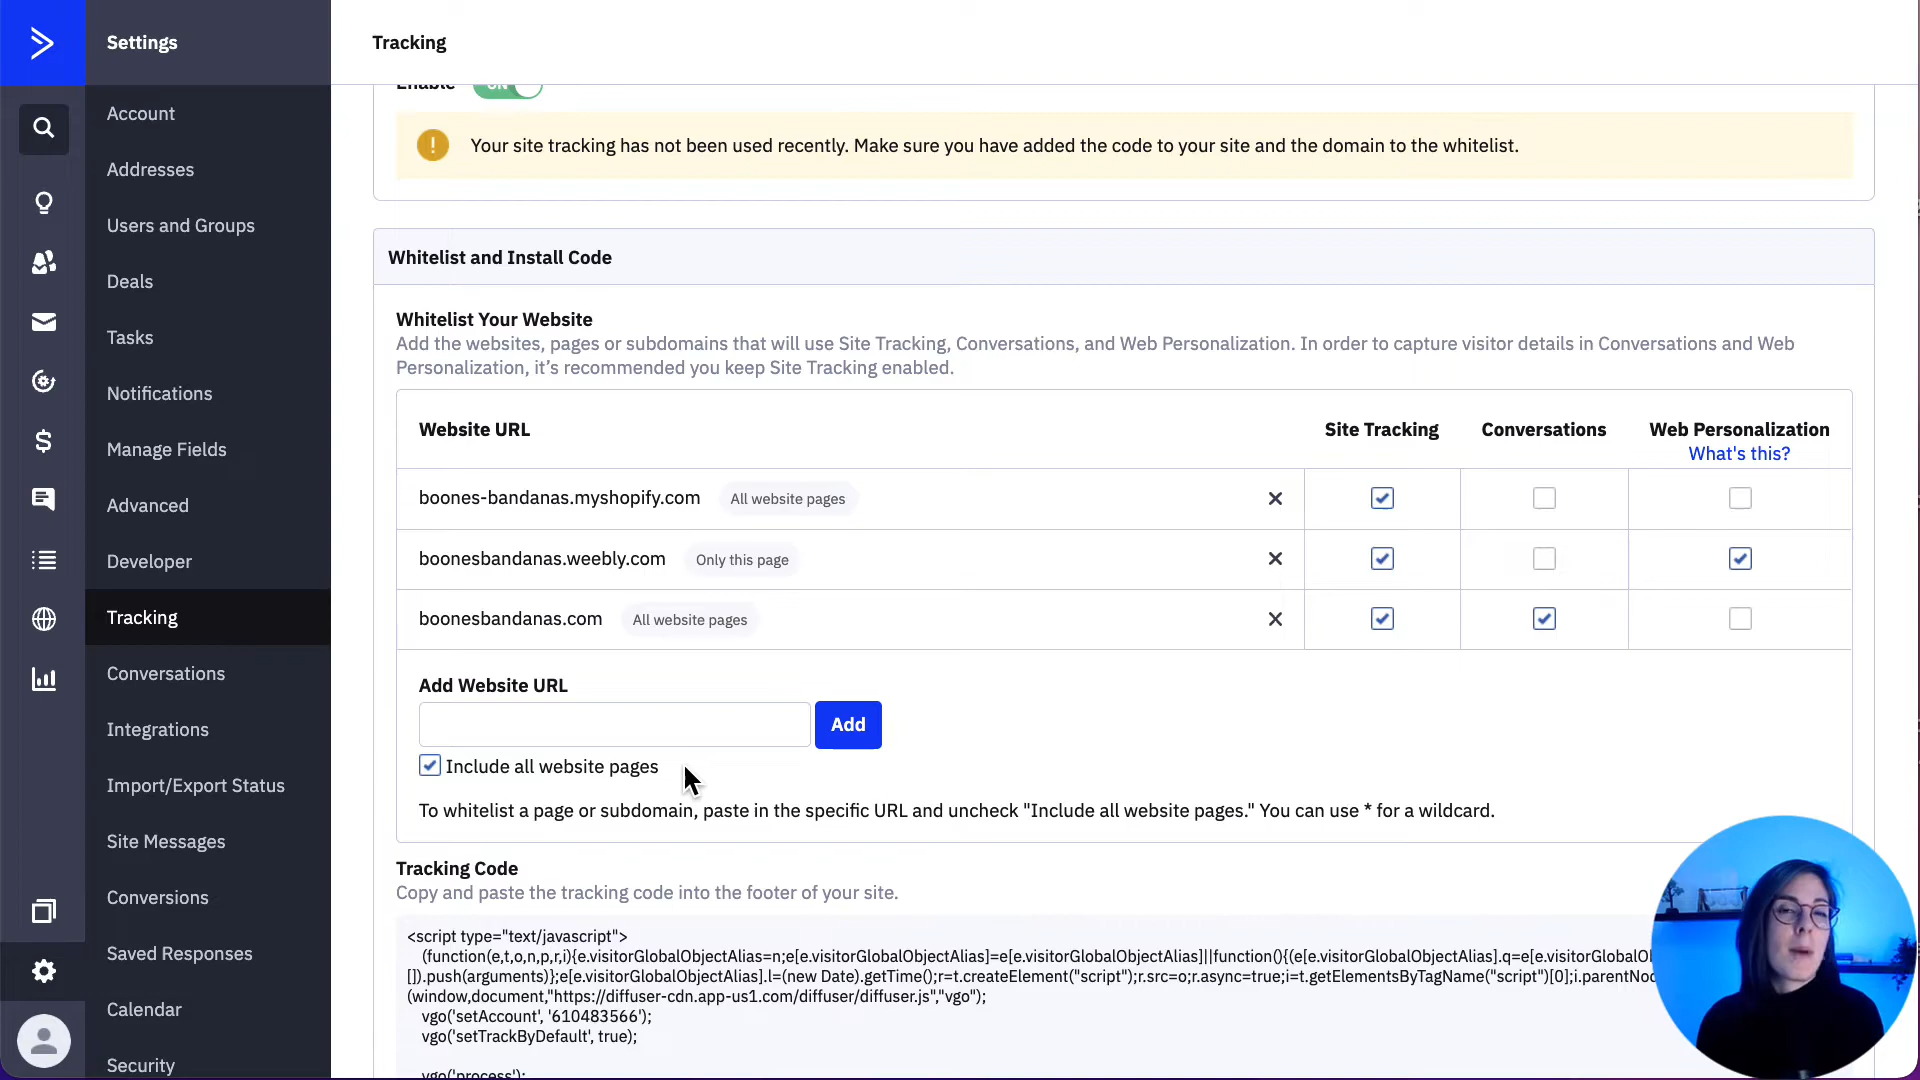 Settings
Tracking
Account
Addresses
Users and Groups
Deals
Tasks
Notifications
Manage Fields
Advanced
Developer
Tracking
Conversations
Integrations
Import/Export Status
Site Messages
Conversions
Saved Responses
Calendar
Security
Enable ON
Your site tracking has not been used recently. Make sure you have added the code to your site and the domain to the whitelist.
Whitelist and Install Code
Whitelist Your Website
Add the websites, pages or subdomains that will use Site Tracking, Conversations, and Web Personalization. In order to capture visitor details in Conversations and Web
Personalization, it’s recommended you keep Site Tracking enabled.
Website URL Site Tracking Conversations Web Personalization
What's this?
boones-bandanas.myshopify.com All website pages
boonesbandanas.weebly.com Only this page
boonesbandanas.com All website pages
Add Website URL
Add
Include all website pages
To whitelist a page or subdomain, paste in the specific URL and uncheck "Include all website pages." You can use * for a wildcard.
Tracking Code
Copy and paste the tracking code into the footer of your site.
<script type="text/javascript">
(function(e,t,o,n,p,r,i){e.visitorGlobalObjectAlias=n;e[e.visitorGlobalObjectAlias]=e[e.visitorGlobalObjectAlias]||function(){(e[e.visitorGlobalObjectAlias].q=e[e.visitorGlobalOb
[]).push(arguments)};e[e.visitorGlobalObjectAlias].l=(new Date).getTime();r=t.createElement("script");r.src=o;r.async=true;i=t.getElementsByTagName("script")[0];i.parentNo
(window,document,"https://diffuser-cdn.app-us1.com/diffuser/diffuser.js","vgo");
vgo('setAccount', '610483566');
vgo('setTrackByDefault', true);
vgo('process');